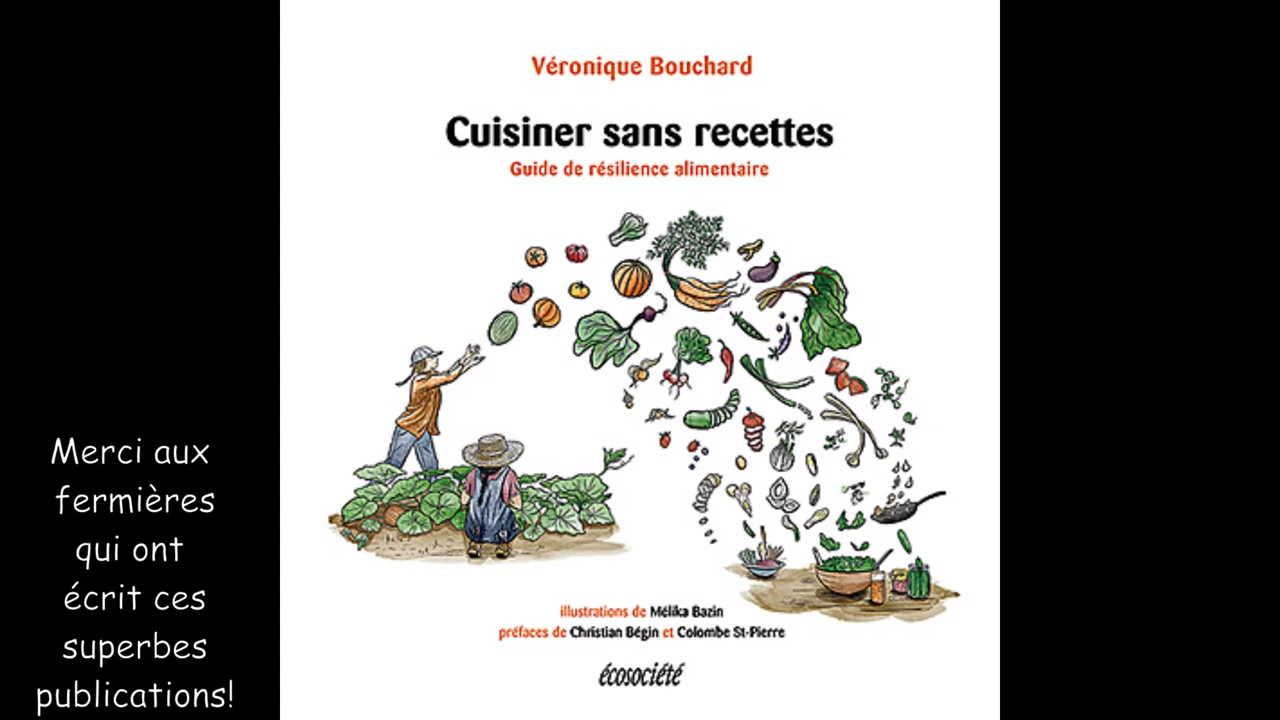 Véronique Bouchard
Cuisiner sans recettes
Guide de résilience alimentaire
illustrations de Mélika Bazin
préfaces de Christian Bégin et Colombe St-Pierre
écosociété
Merci aux
fermières
qui ont
écrit ces
superbes
publications!